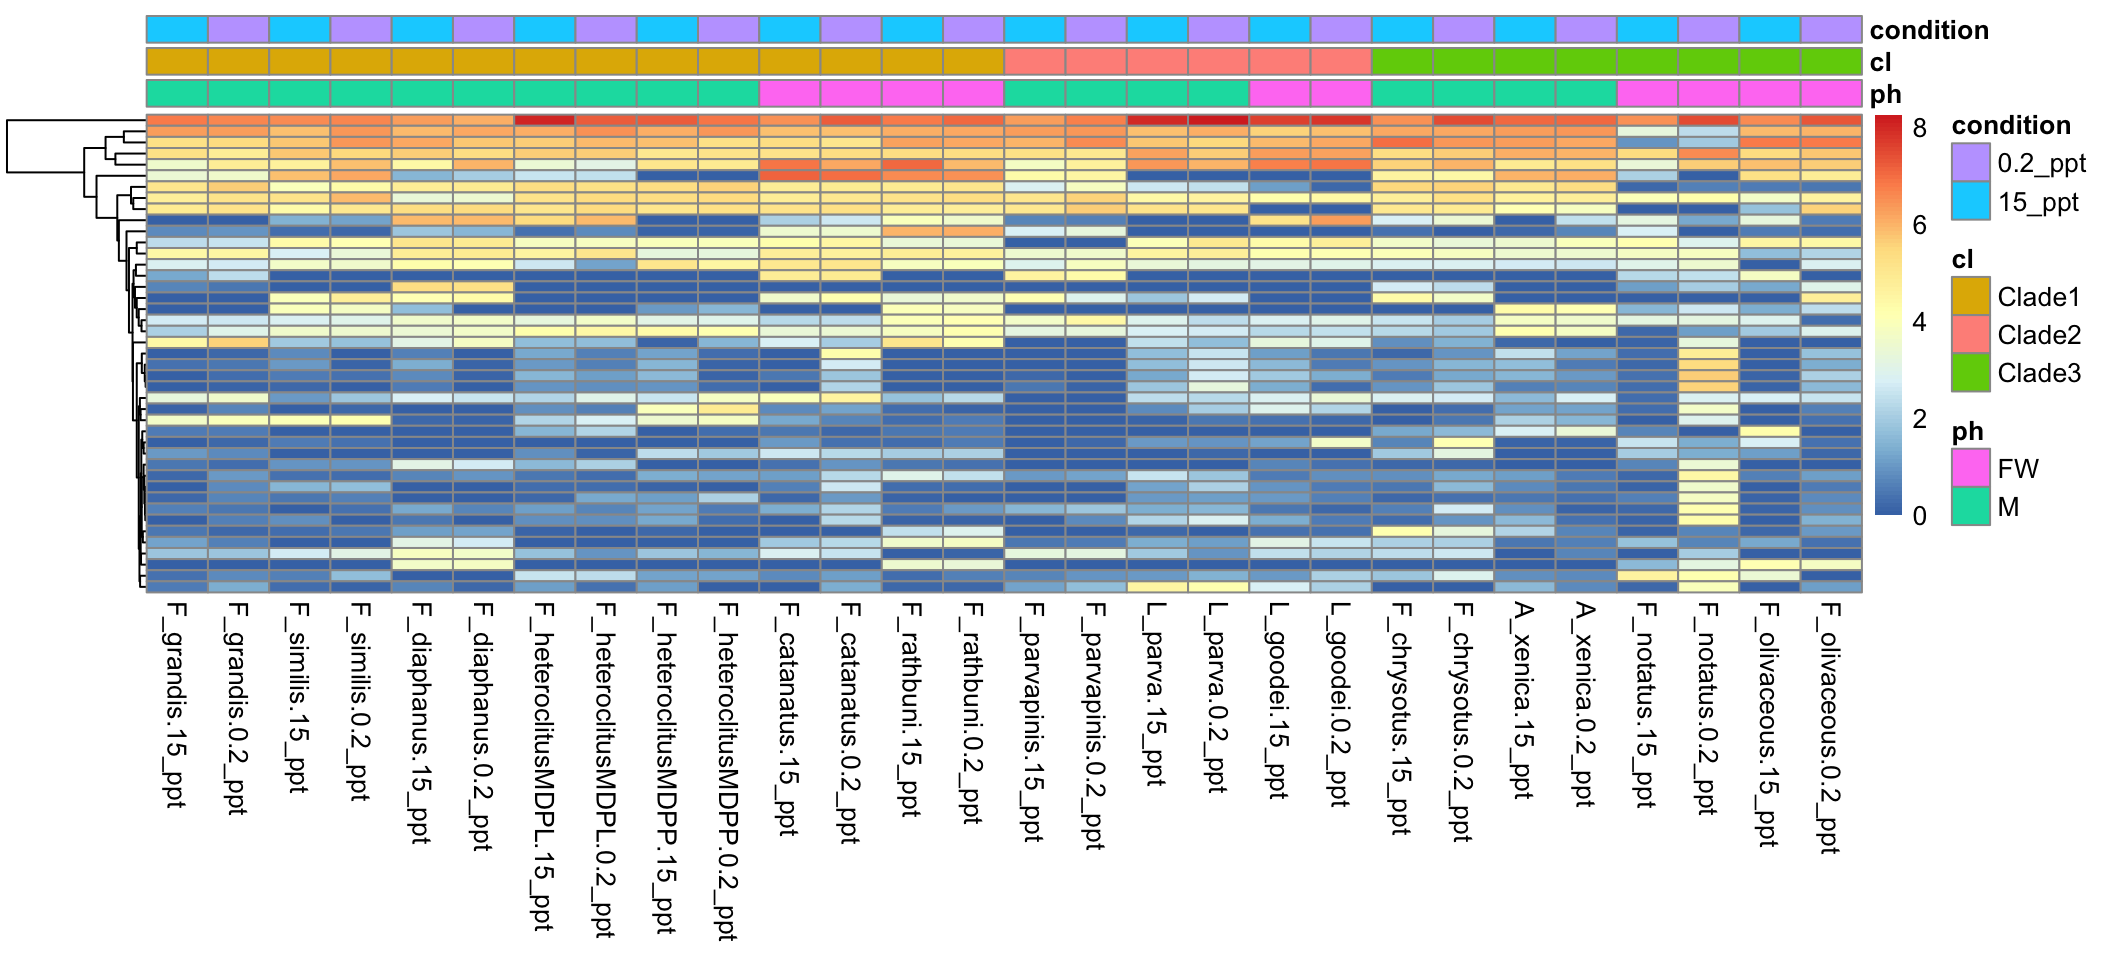 condition
cl
ph
8
6
4
2
0
condition
0.2_ppt
15_ppt
cl
Clade1
Clade2
Clade3
ph
FW
M
F_grandis.15_ppt
F_grandis.0.2_ppt
F_similis.15_ppt
F_similis.0.2_ppt
F_diaphanus.15_ppt
F_diaphanus.0.2_ppt
F_heteroclitusMDPL.15_ppt
F_heteroclitusMDPL.0.2_ppt
F_heteroclitusMDPP.15_ppt
F_heteroclitusMDPP.0.2_ppt
F_catanatus.15_ppt
F_catanatus.0.2_ppt
F_rathbuni.15_ppt
F_rathbuni.0.2_ppt
F_parvapinis.15_ppt
F_parvapinis.0.2_ppt
L_parva.15_ppt
L_parva.0.2_ppt
L_goodei.15_ppt
L_goodei.0.2_ppt
F_chrysotus.15_ppt
F_chrysotus.0.2_ppt
A_xenica.15_ppt
A_xenica.0.2_ppt
F_notatus.15_ppt
F_notatus.0.2_ppt
F_olivaceous.15_ppt
F_olivaceous.0.2_ppt